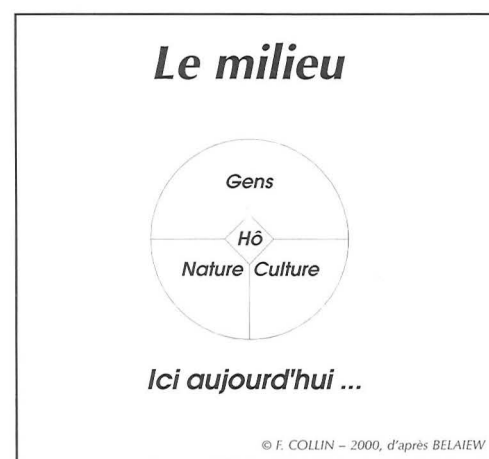 Le milieu
Gens
Hô
Nature Culture
Ici aujourd'hui ...
© F. COLLIN – 2000, d'après BELAIEW